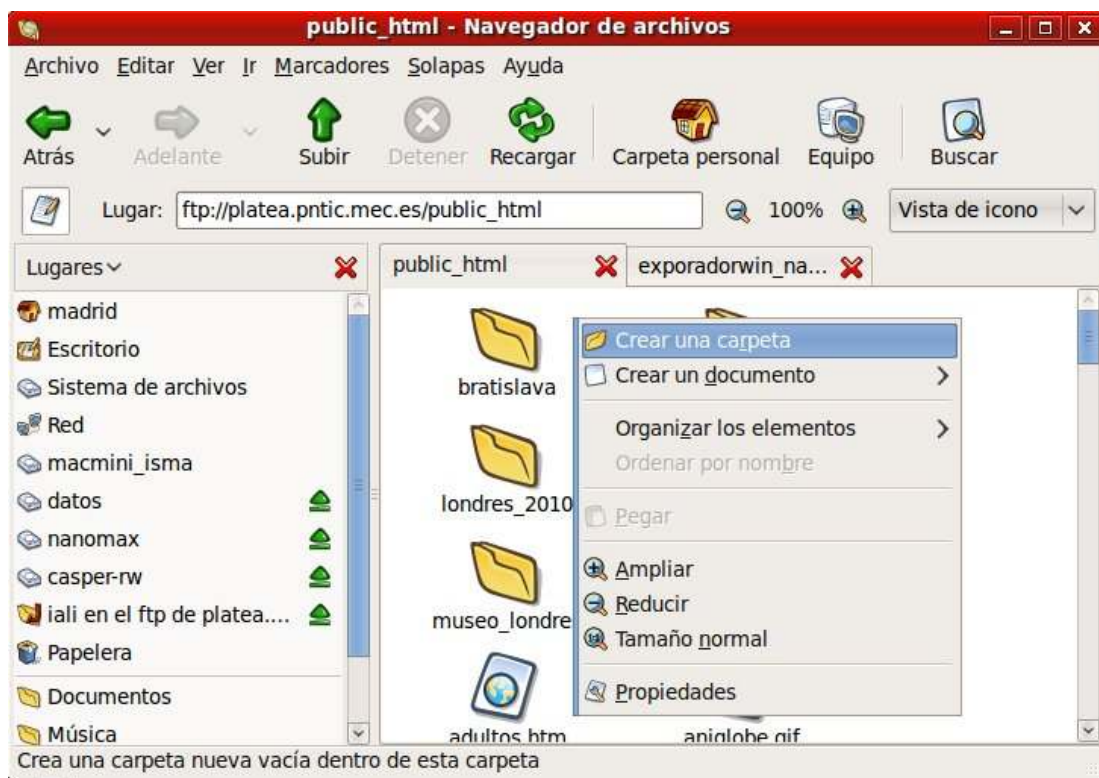 public_html - Navegador de archivos
Archivo Editar Ver Ir Marcadores Solapas Ayuda
Atrás Adelante Subir Detener Recargar Carpeta personal Equipo Buscar
Lugar: ftp://platea.pntic.mec.es/public_html 100% Vista de icono
Lugares
madrid
Escritorio
Sistema de archivos
Red
macmini_isma
datos
nanomax
casper-rw
iali en el ftp de platea....
Papelera
Documentos
Música
public_html exporadorwin_na...
bratislava
londres_2010
museo_londre
adultos.htm
aniglobe.gif
Crear una carpeta
Crear un documento
Organizar los elementos
Ordenar por nombre
Pegar
Ampliar
Reducir
Tamaño normal
Propiedades
Crea una carpeta nueva vacía dentro de esta carpeta